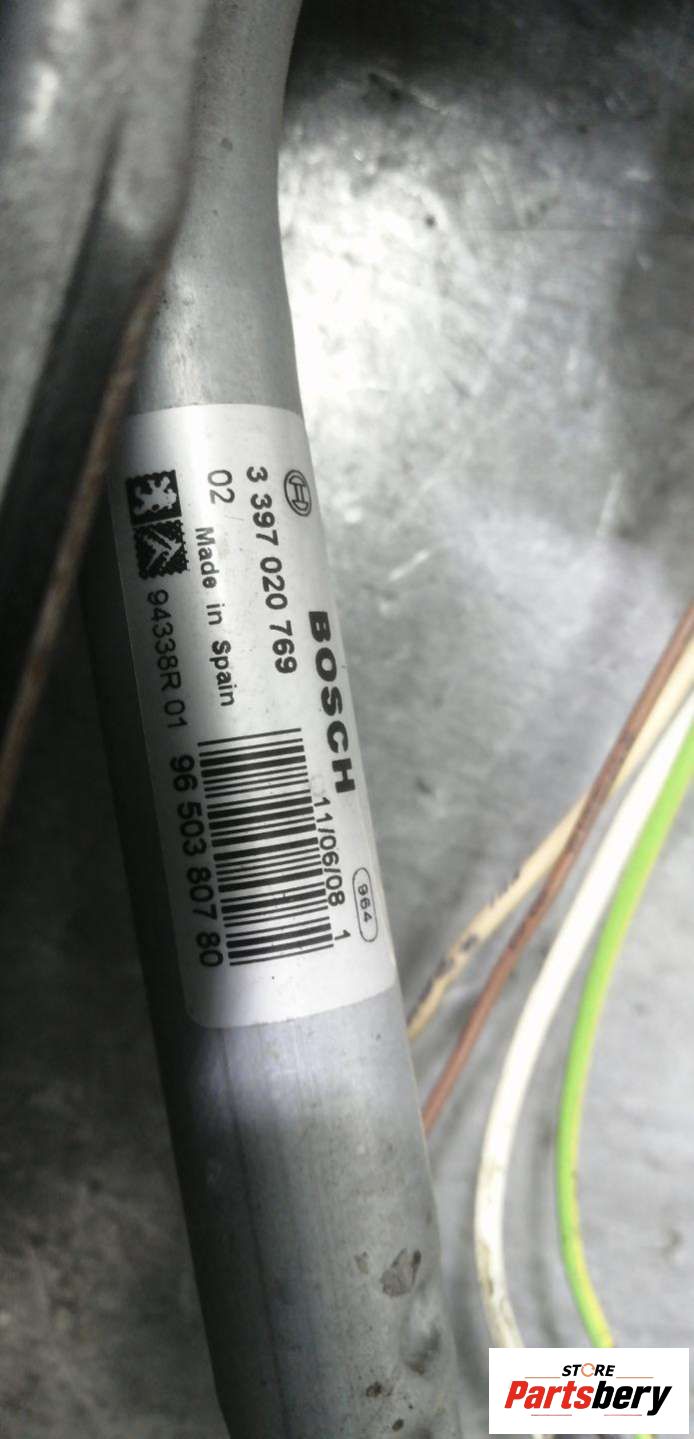 BOSCH
3 397 020 769
11/06/08 1
964
02 Made in Spain
94338R 01 96 503 807 80
STORE
Partsbery